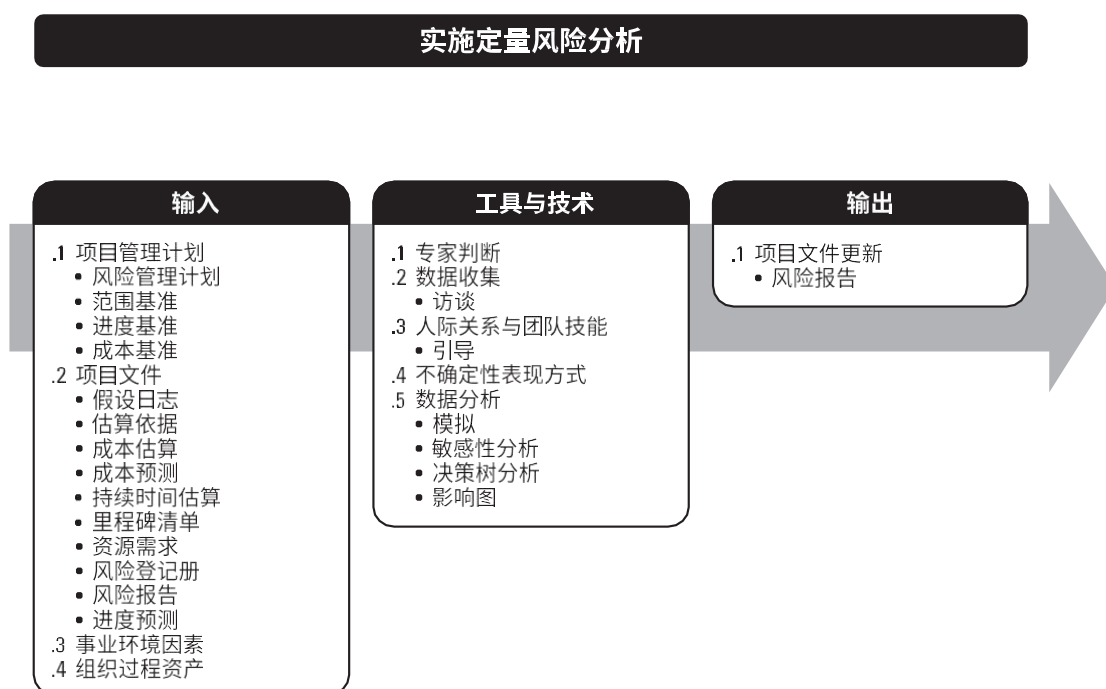 实施定量风险分析
输入
.1 项目管理计划
• 风险管理计划
• 范围基准
• 进度基准
• 成本基准
.2 项目文件
• 假设日志
• 估算依据
• 成本估算
• 成本预测
• 持续时间估算
• 里程碑清单
• 资源需求
• 风险登记册
• 风险报告
• 进度预测
.3 事业环境因素
.4 组织过程资产
工具与技术
.1 专家判断
.2 数据收集
• 访谈
.3 人际关系与团队技能
• 引导
.4 不确定性表现方式
.5 数据分析
• 模拟
• 敏感性分析
• 决策树分析
• 影响图
输出
.1 项目文件更新
• 风险报告